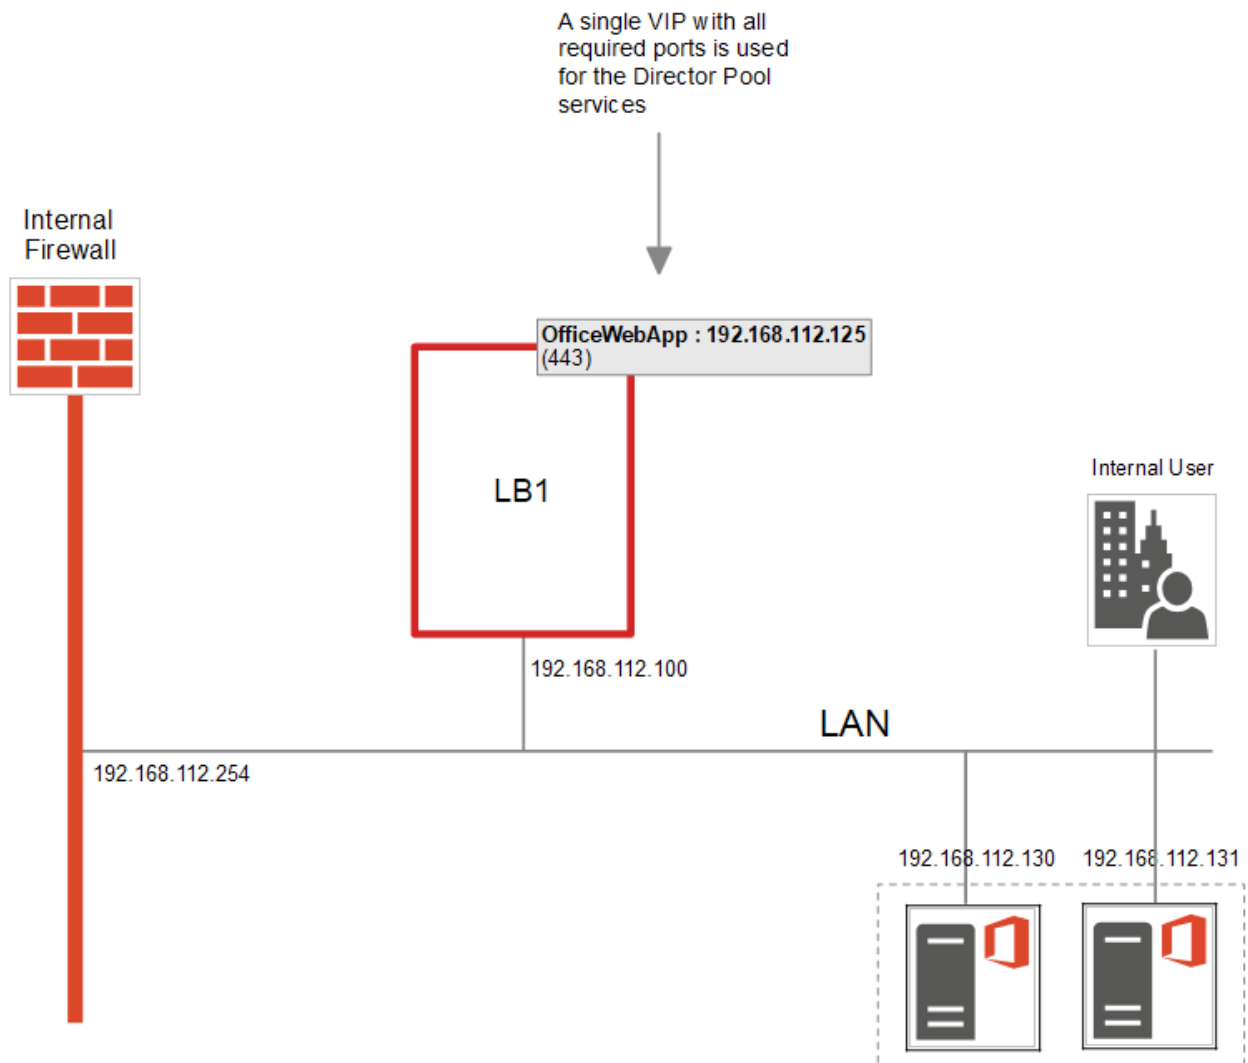 A single VIP with all
required ports is used
for the Director Pool
services
Internal
Firewall
OfficeWebApp : 192.168.112.125
(443)
LB1
Internal User
192.168.112.100
LAN
192.168.112.254
192.168.112.130
192.168.112.131